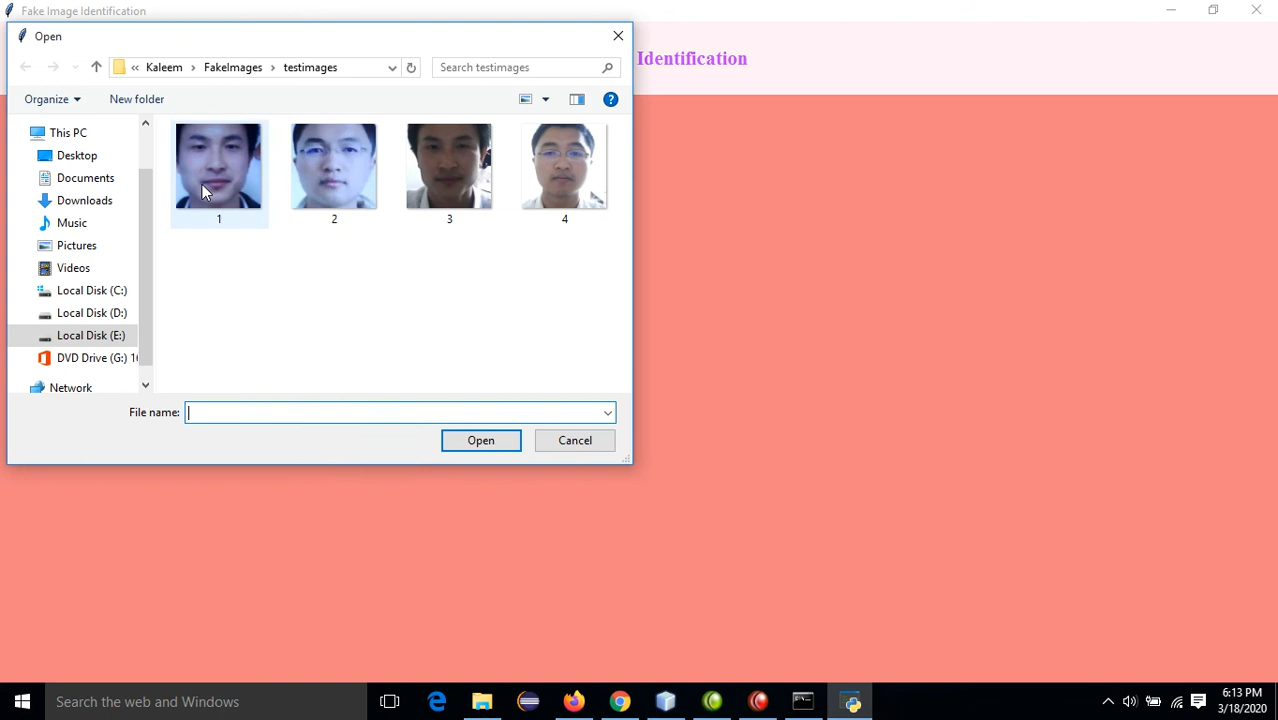 Fake Image Identification
Identification
Open
Kaleem
FakeImages
testimages
Search testimages
Organize
New folder
This PC
Desktop
Documents
Downloads
Music
Pictures
Videos
Local Disk (C:)
Local Disk (D:)
Local Disk (E:)
DVD Drive (G:) 1
Network
1
2
3
4
File name:
Open
Cancel
Search the web and Windows
6:13 PM
3/18/2020